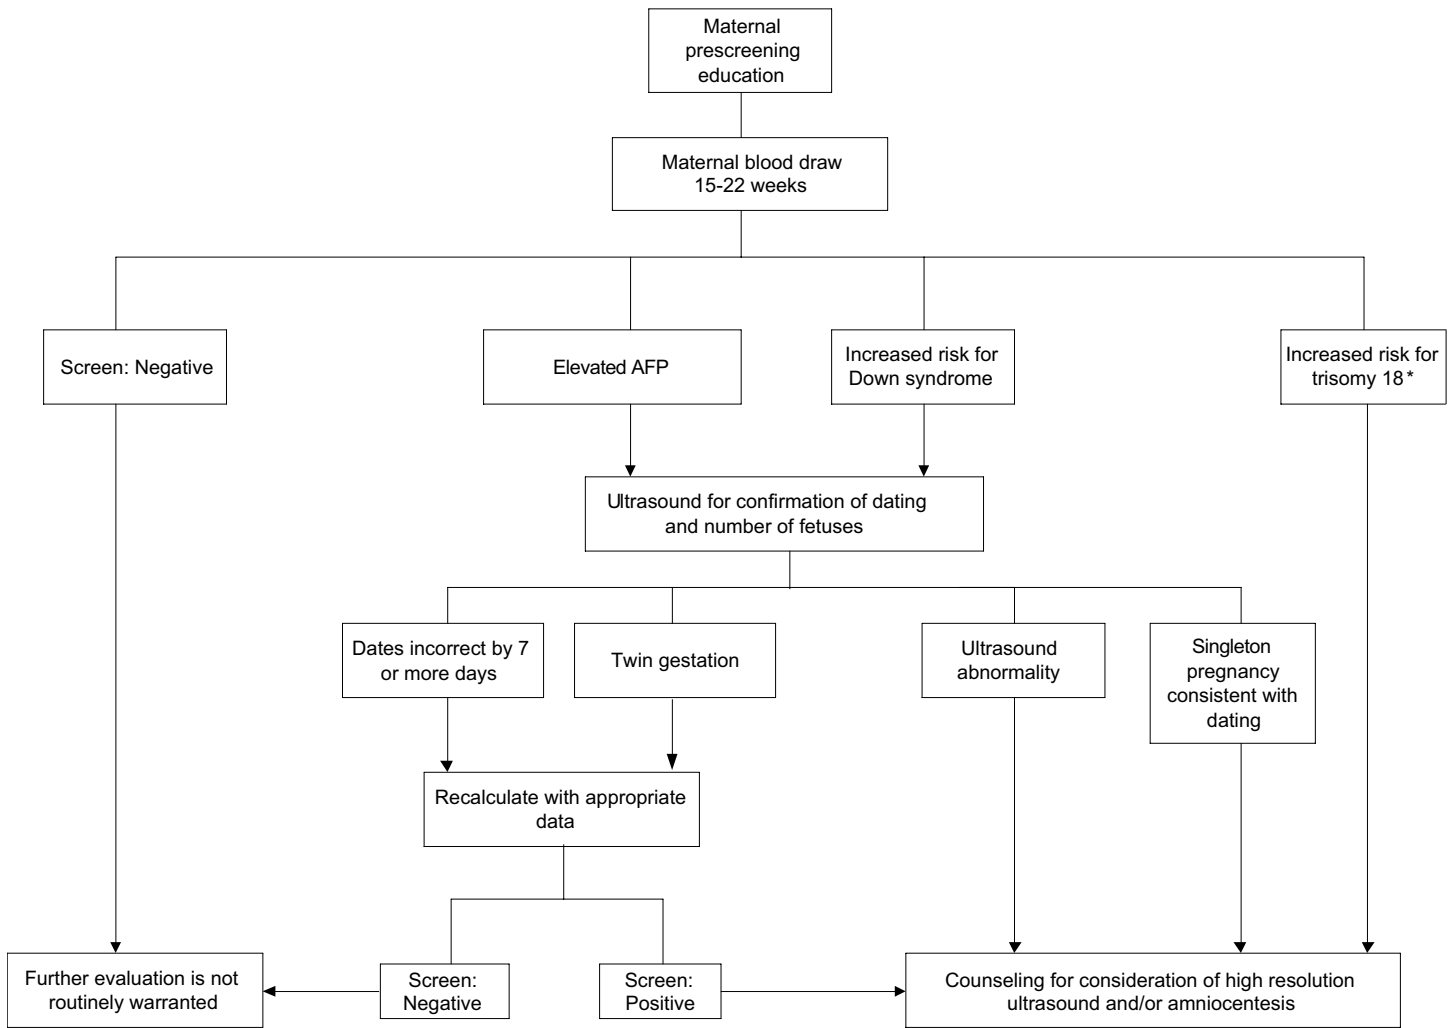 Maternal
prescreening
education
Maternal blood draw
15-22 weeks
Screen: Negative
Elevated AFP
Increased risk for
Down syndrome
Increased risk for
trisomy 18*
Ultrasound for confirmation of dating
and number of fetuses
Dates incorrect by 7
or more days
Twin gestation
Ultrasound
abnormality
Singleton
pregnancy
consistent with
dating
Recalculate with appropriate
data
Further evaluation is not
routinely warranted
Screen:
Negative
Screen:
Positive
Counseling for consideration of high resolution
ultrasound and/or amniocentesis